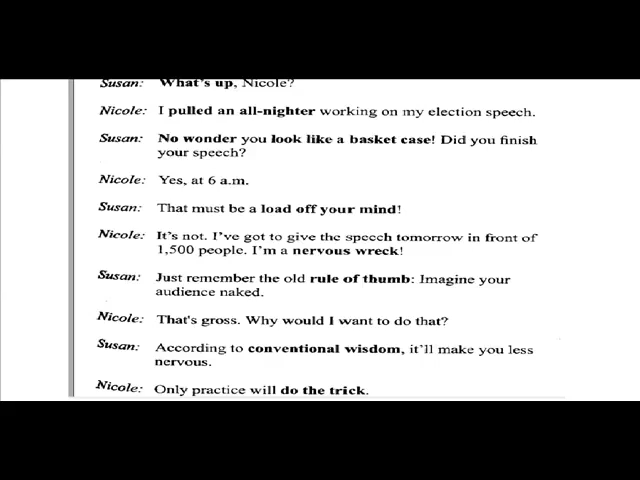 Susan: What's up, Nicole?
Nicole: I pulled an all-nighter working on my election speech.
Susan: No wonder you look like a basket case! Did you finish
your speech?
Nicole: Yes, at 6 a.m.
Susan: That must be a load off your mind!
Nicole: It's not. I've got to give the speech tomorrow in front of
1,500 people. I'm a nervous wreck!
Susan: Just remember the old rule of thumb: Imagine your
audience naked.
Nicole: That's gross. Why would I want to do that?
Susan: According to conventional wisdom, it'll make you less
nervous.
Nicole: Only practice will do the trick.